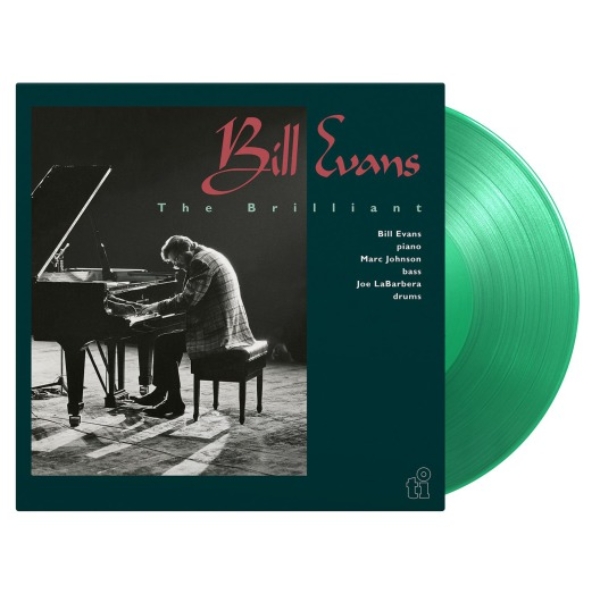 Bill Evans
The Brilliant
Bill Evans
piano
Marc Johnson
bass
Joe LaBarbera
drums